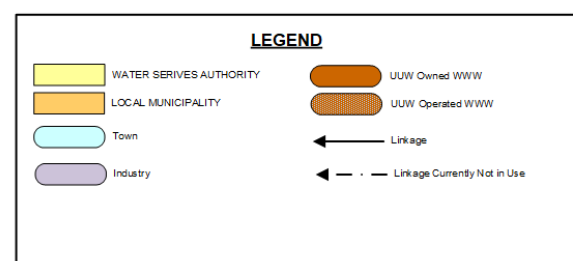 LEGEND
WATER SERIVES AUTHORITY
LOCAL MUNICIPALITY
Town
Industry
UUW Owned WWW
UUW Operated WWW
Linkage
Linkage Currently Not in Use